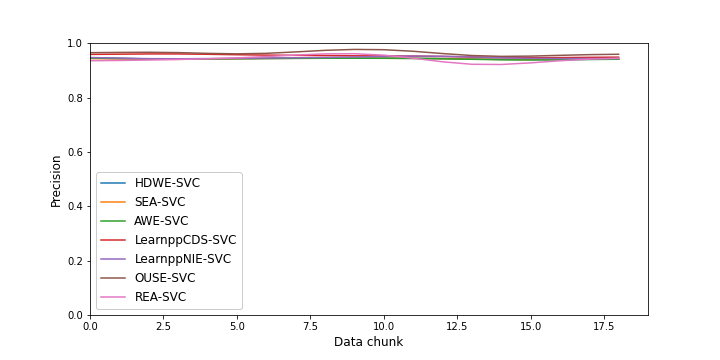 1.0
0.8
0.6
0.4
0.2
0.0
Precision
HDWE-SVC
SEA-SVC
AWE-SVC
LearnppCDS-SVC
LearnppNIE-SVC
OUSE-SVC
REA-SVC
0.0 2.5 5.0 7.5 10.0 12.5 15.0 17.5
Data chunk